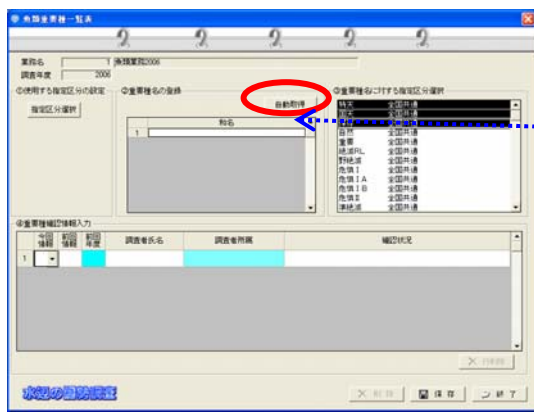 魚類重要種一覧表
業務名 1 魚類業務2006
調査年度 2006
①使用する指定区分の設定
指定区分選択
②重要種名の登録
自動取得
和名
1
③重要種名に対する指定区分選択
特天 全国共通
国天 全国共通
全国共通
自然 全国共通
重要 全国共通
絶滅RL 全国共通
野絶滅 全国共通
危惧Ⅰ 全国共通
危惧ⅠA 全国共通
危惧ⅠB 全国共通
危惧Ⅱ 全国共通
準絶滅 全国共通
④重要種確認情報入力
今回情報 前回情報 前回年度 調査者氏名 調査者所属 確認状況
1
行削除
水辺の国勢調査
削除 保存 終了